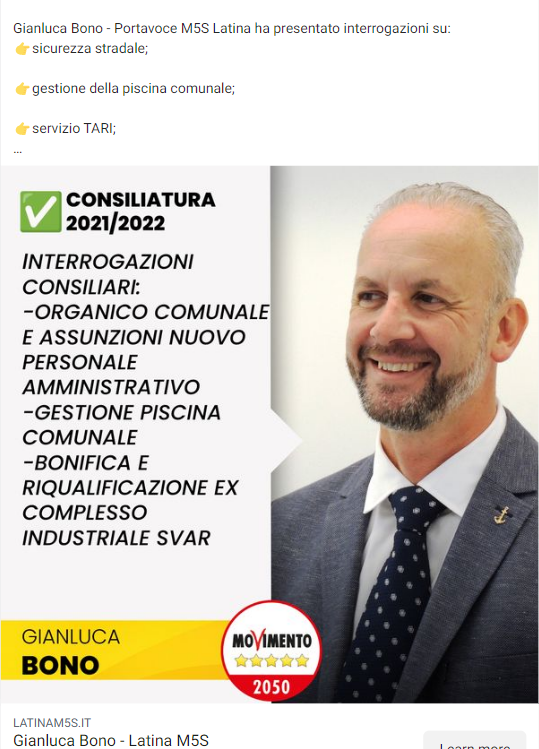 Gianluca Bono - Portavoce M5S Latina ha presentato interrogazioni su:
👉sicurezza stradale;
👉gestione della piscina comunale;
👉servizio TARI;
...
CONSILIATURA
2021/2022
INTERROGAZIONI
CONSILIARI:
-ORGANICO COMUNALE
E ASSUNZIONI NUOVO
PERSONALE
AMMINISTRATIVO
-GESTIONE PISCINA
COMUNALE
-BONIFICA E
RIQUALIFICAZIONE EX
COMPLESSO
INDUSTRIALE SVAR
GIANLUCA
BONO
MOVIMENTO
2050
LATINAM5S.IT
Gianluca Bono - Latina M5S
Learn more